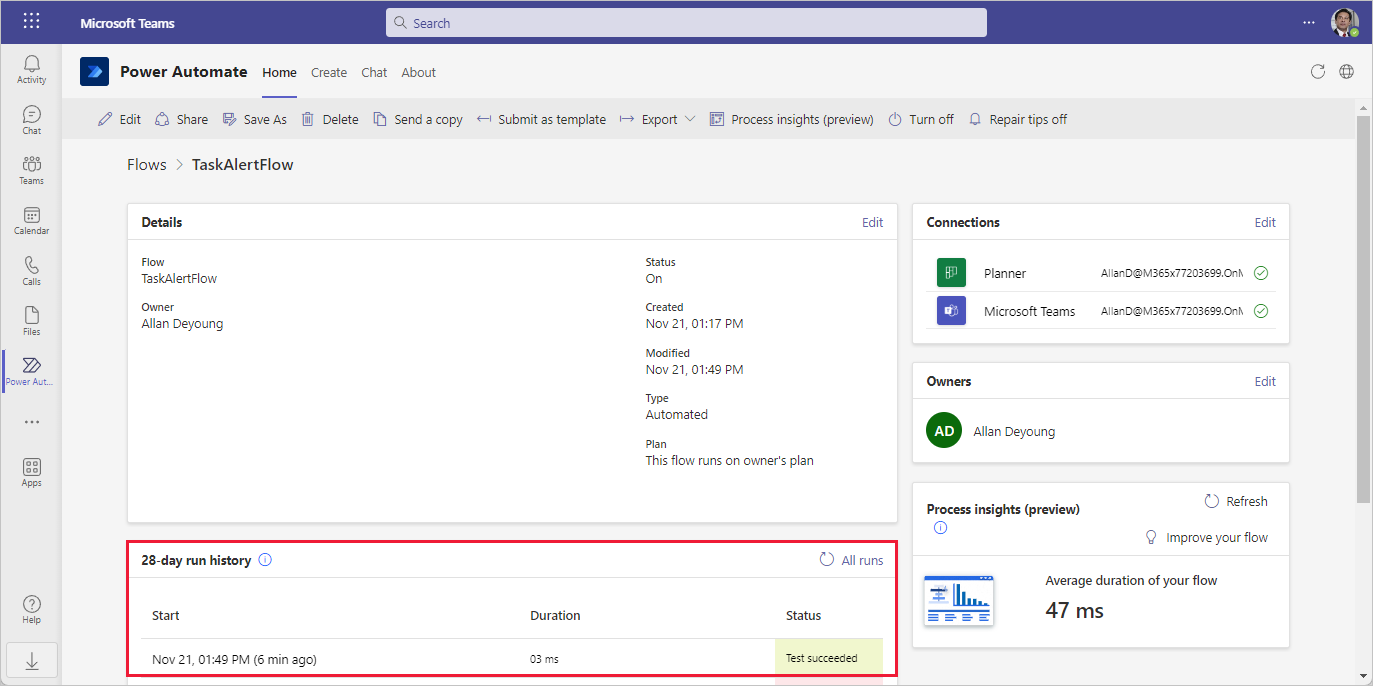 Microsoft Teams
Search
Activity
Chat
Teams
Calendar
Calls
Files
Power Aut...
Apps
Help
Power Automate Home Create Chat About
Edit Share Save As Delete Send a copy Submit as template Export Process insights (preview) Turn off Repair tips off
Flows > TaskAlertFlow
Details Edit
Flow
TaskAlertFlow
Owner
Allan Deyoung
Status
On
Created
Nov 21, 01:17 PM
Modified
Nov 21, 01:49 PM
Type
Automated
Plan
This flow runs on owner's plan
28-day run history All runs
Start Duration Status
Nov 21, 01:49 PM (6 min ago) 03 ms Test succeeded
Connections Edit
Planner AllanD@M365x77203699.OnM
Microsoft Teams AllanD@M365x77203699.OnM
Owners Edit
AD Allan Deyoung
Process insights (preview) Refresh
Improve your flow
Average duration of your flow
47 ms